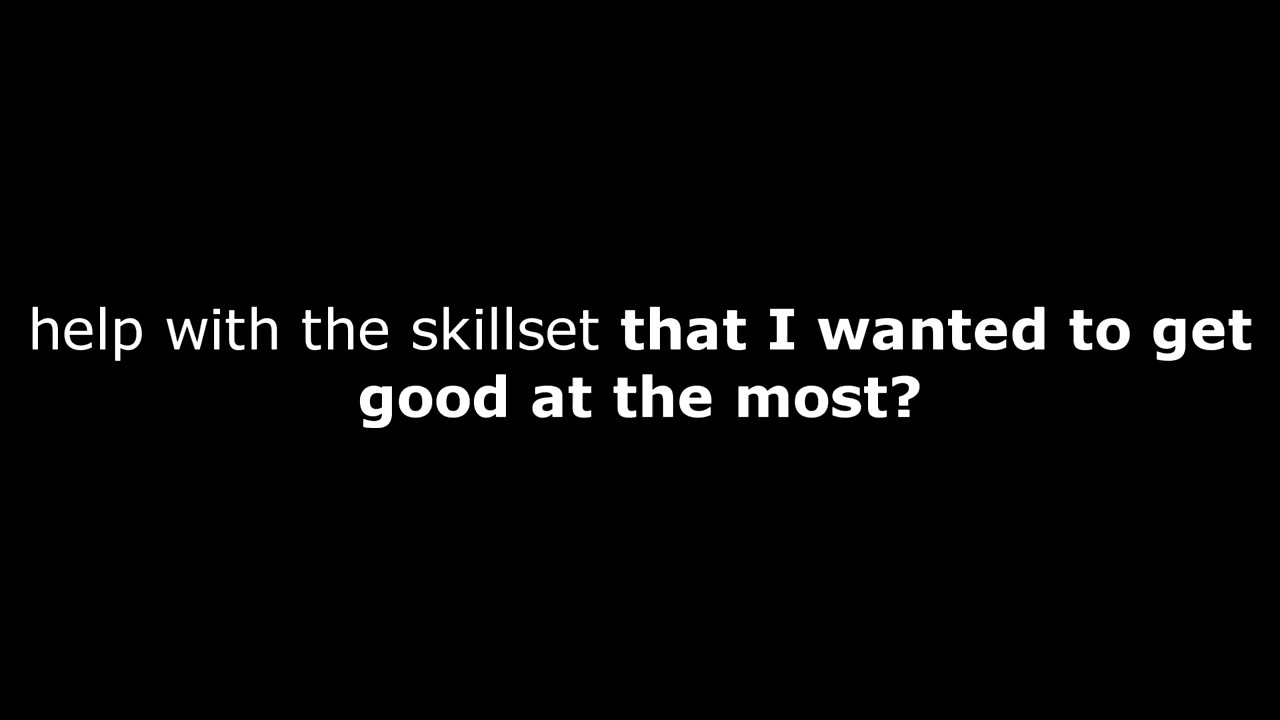 help with the skillset that I wanted to get
good at the most?